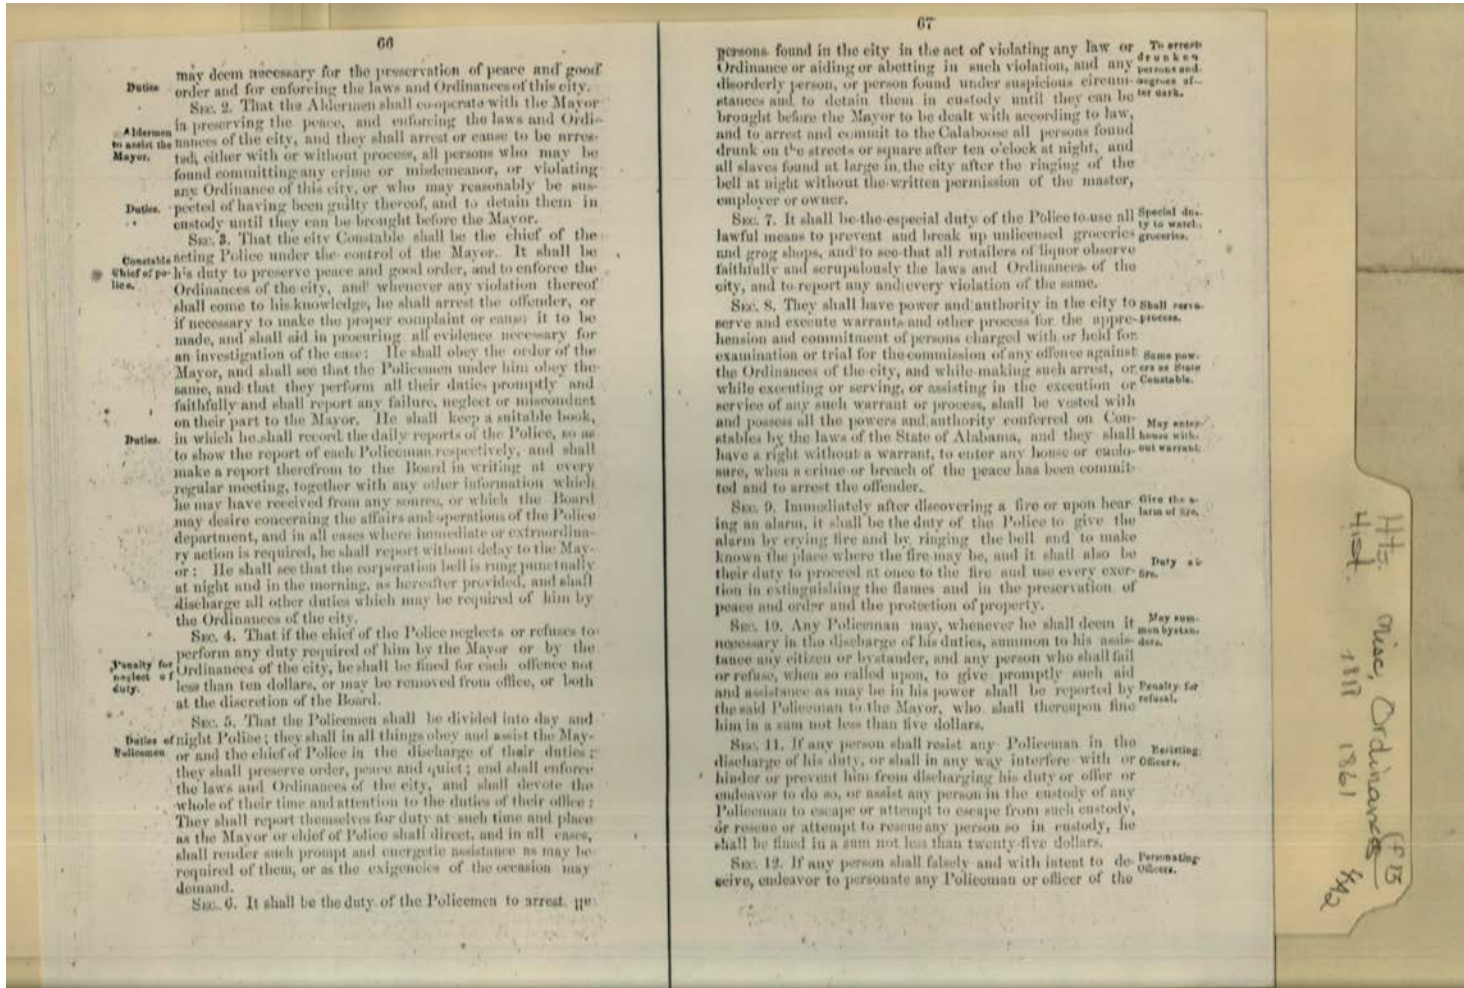 66
may deem necessary for the preservation of peace and good
Duties
order and for enforcing the laws and Ordinances of this city.
SEC. 2. That the Aldermen shall co-operate with the Mayor
in preserving the peace, and enforcing the laws and Ordi-
Aldermen
to assist the
Mayor.
nances of the city, and they shall arrest or cause to be arres-
ted, either with or without process, all persons who may be
found committing any crime or misdemeanor, or violating
any Ordinance of this city, or who may reasonably be sus-
Duties.
pected of having been guilty thereof, and to detain them in
custody until they can be brought before the Mayor.
SEC. 3. That the city Constable shall be the chief of the
Constable
Chief of po-
lice.
acting Police under the control of the Mayor. It shall be
his duty to preserve peace and good order, and to enforce the
Ordinances of the city, and whenever any violation thereof
shall come to his knowledge, he shall arrest the offender, or
if necessary to make the proper complaint or cause it to be
made, and shall aid in procuring all evidence necessary for
an investigation of the case: He shall obey the order of the
Mayor, and shall see that the Policemen under him obey the
same, and that they perform all their duties promptly and
faithfully and shall report any failure, neglect or misconduct
on their part to the Mayor. He shall keep a suitable book,
Duties.
in which he shall record the daily reports of the Police, so as
to show the report of each Policeman respectively, and shall
make a report therefrom to the Board in writing at every
regular meeting, together with any other information which
he may have received from any source, or which the Board
may desire concerning the affairs and operations of the Police
department, and in all cases where immediate or extraordina-
ry action is required, he shall report without delay to the May-
or: He shall see that the corporation bell is rung punctually
at night and in the morning, as hereafter provided, and shall
discharge all other duties which may be required of him by
the Ordinances of the city.
SEC. 4. That if the chief of the Police neglects or refuses to
perform any duty required of him by the Mayor or by the
Penalty for
neglect of
duty.
Ordinances of the city, he shall be fined for each offence not
less than ten dollars, or may be removed from office, or both
at the discretion of the Board.
SEC. 5. That the Policemen shall be divided into day and
Duties of
Policemen
night Police; they shall in all things obey and assist the May-
or and the chief of Police in the discharge of their duties;
they shall preserve order, peace and quiet; and shall enforce
the laws and Ordinances of the city, and shall devote the
whole of their time and attention to the duties of their office;
They shall report themselves for duty at such time and place
as the Mayor or chief of Police shall direct, and in all cases,
shall render such prompt and energetic assistance as may be
required of them, or as the exigencies of the occasion may
demand.
SEC. 6. It shall be the duty of the Policemen to arrest
67
persons found in the city in the act of violating any law or
Ordinance or aiding or abetting in such violation, and any
To arrest
drunken
persons and
negroes af-
ter dark.
disorderly person, or person found under suspicious circum-
stances and to detain them in custody until they can be
brought before the Mayor to be dealt with according to law,
and to arrest and commit to the Calaboose all persons found
drunk on the streets or square after ten o'clock at night, and
all slaves found at large in the city after the ringing of the
bell at night without the written permission of the master,
employer or owner.
SEC. 7. It shall be the especial duty of the Police to use all
Special du-
ty to watch
groceries.
lawful means to prevent and break up unlicensed groceries
and grog shops, and to see that all retailers of liquor observe
faithfully and scrupulously the laws and Ordinances of the
city, and to report any and every violation of the same.
SEC. 8. They shall have power and authority in the city to
Shall serve
process.
serve and execute warrants and other process for the appre-
hension and commitment of persons charged with or held for
examination or trial for the commission of any offence against
Same pow-
ers as State
Constable.
the Ordinances of the city, and while making such arrest, or
while executing or serving, or assisting in the execution or
service of any such warrant or process, shall be vested with
and possess all the powers and authority conferred on Con-
May enter
house with-
out warrant
stables by the laws of the State of Alabama, and they shall
have a right without a warrant, to enter any house or enclo-
sure, when a crime or breach of the peace has been commit-
ted and to arrest the offender.
SEC. 9. Immediately after discovering a fire or upon hear-
Give the a-
larm of fire.
ing an alarm, it shall be the duty of the Police to give the
alarm by crying fire and by ringing the bell and to make
known the place where the fire may be, and it shall also be
Duty at
fire.
their duty to proceed at once to the fire and use every exer-
tion in extinguishing the flames and in the preservation of
peace and order and the protection of property.
SEC. 10. Any Policeman may, whenever he shall deem it
May sum-
mon bystan-
ders.
necessary in the discharge of his duties, summon to his assis-
tance any citizen or bystander, and any person who shall fail
or refuse, when so called upon, to give promptly such aid
and assistance as may be in his power shall be reported by
Penalty for
refusal.
the said Policeman to the Mayor, who shall thereupon fine
him in a sum not less than five dollars.
SEC. 11. If any person shall resist any Policeman in the
Resisting
Officers.
discharge of his duty, or shall in any way interfere with or
hinder or prevent him from discharging his duty or offer or
endeavor to do so, or assist any person in the custody of any
Policeman to escape or attempt to escape from such custody,
or rescue or attempt to rescue any person so in custody, he
shall be fined in a sum not less than twenty-five dollars.
SEC. 12. If any person shall falsely and with intent to de-
Personating
Officers.
ceive, endeavor to personate any Policeman or officer of the
Hist.
Misc, Ordinances
1861